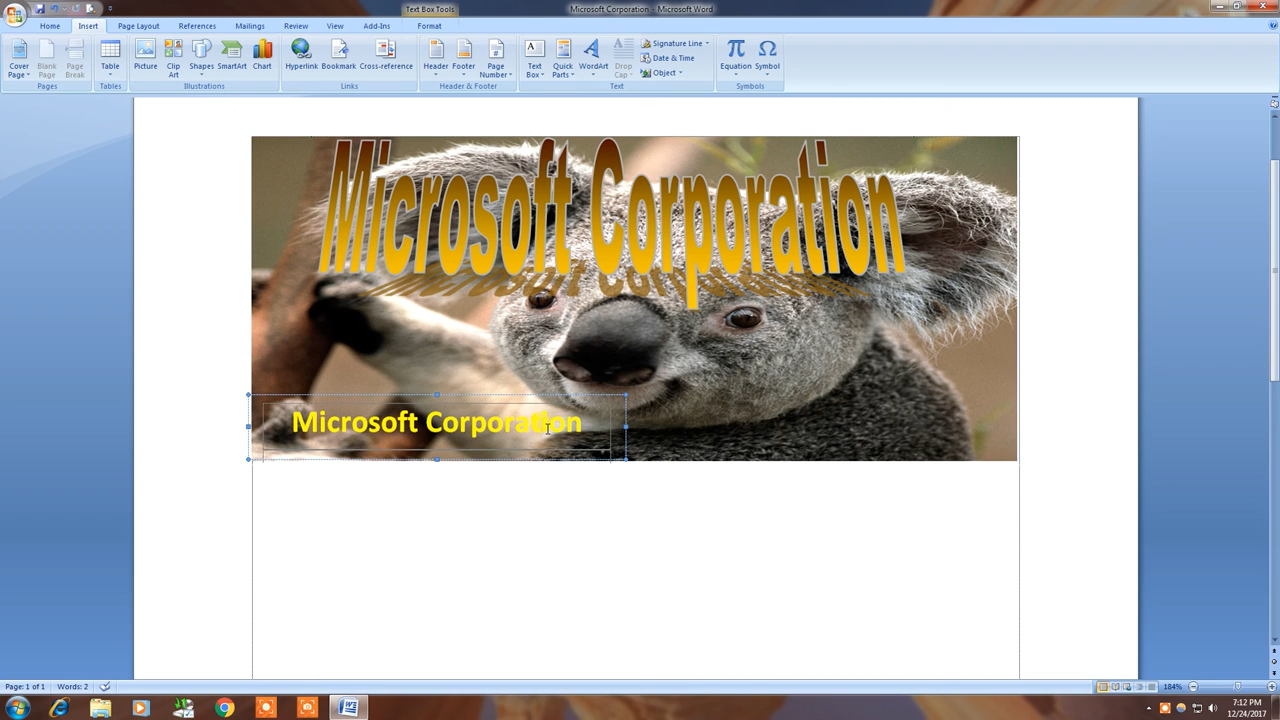 Text Box Tools
Microsoft Corporation - Microsoft Word
Home Insert Page Layout References Mailings Review View Add-Ins Format
Cover Page
Blank Page
Page Break
Table
Picture
Clip Art
Shapes
SmartArt
Chart
Hyperlink
Bookmark
Cross-reference
Header
Footer
Page Number
Text Box
Quick Parts
WordArt
Drop Cap
Signature Line
Date & Time
Object
Equation
Symbol
Pages Tables Illustrations Links Header & Footer Text Symbols
Microsoft Corporation
Microsoft Corporation
Page: 1 of 1 Words: 2 184%
7:12 PM
12/24/2017